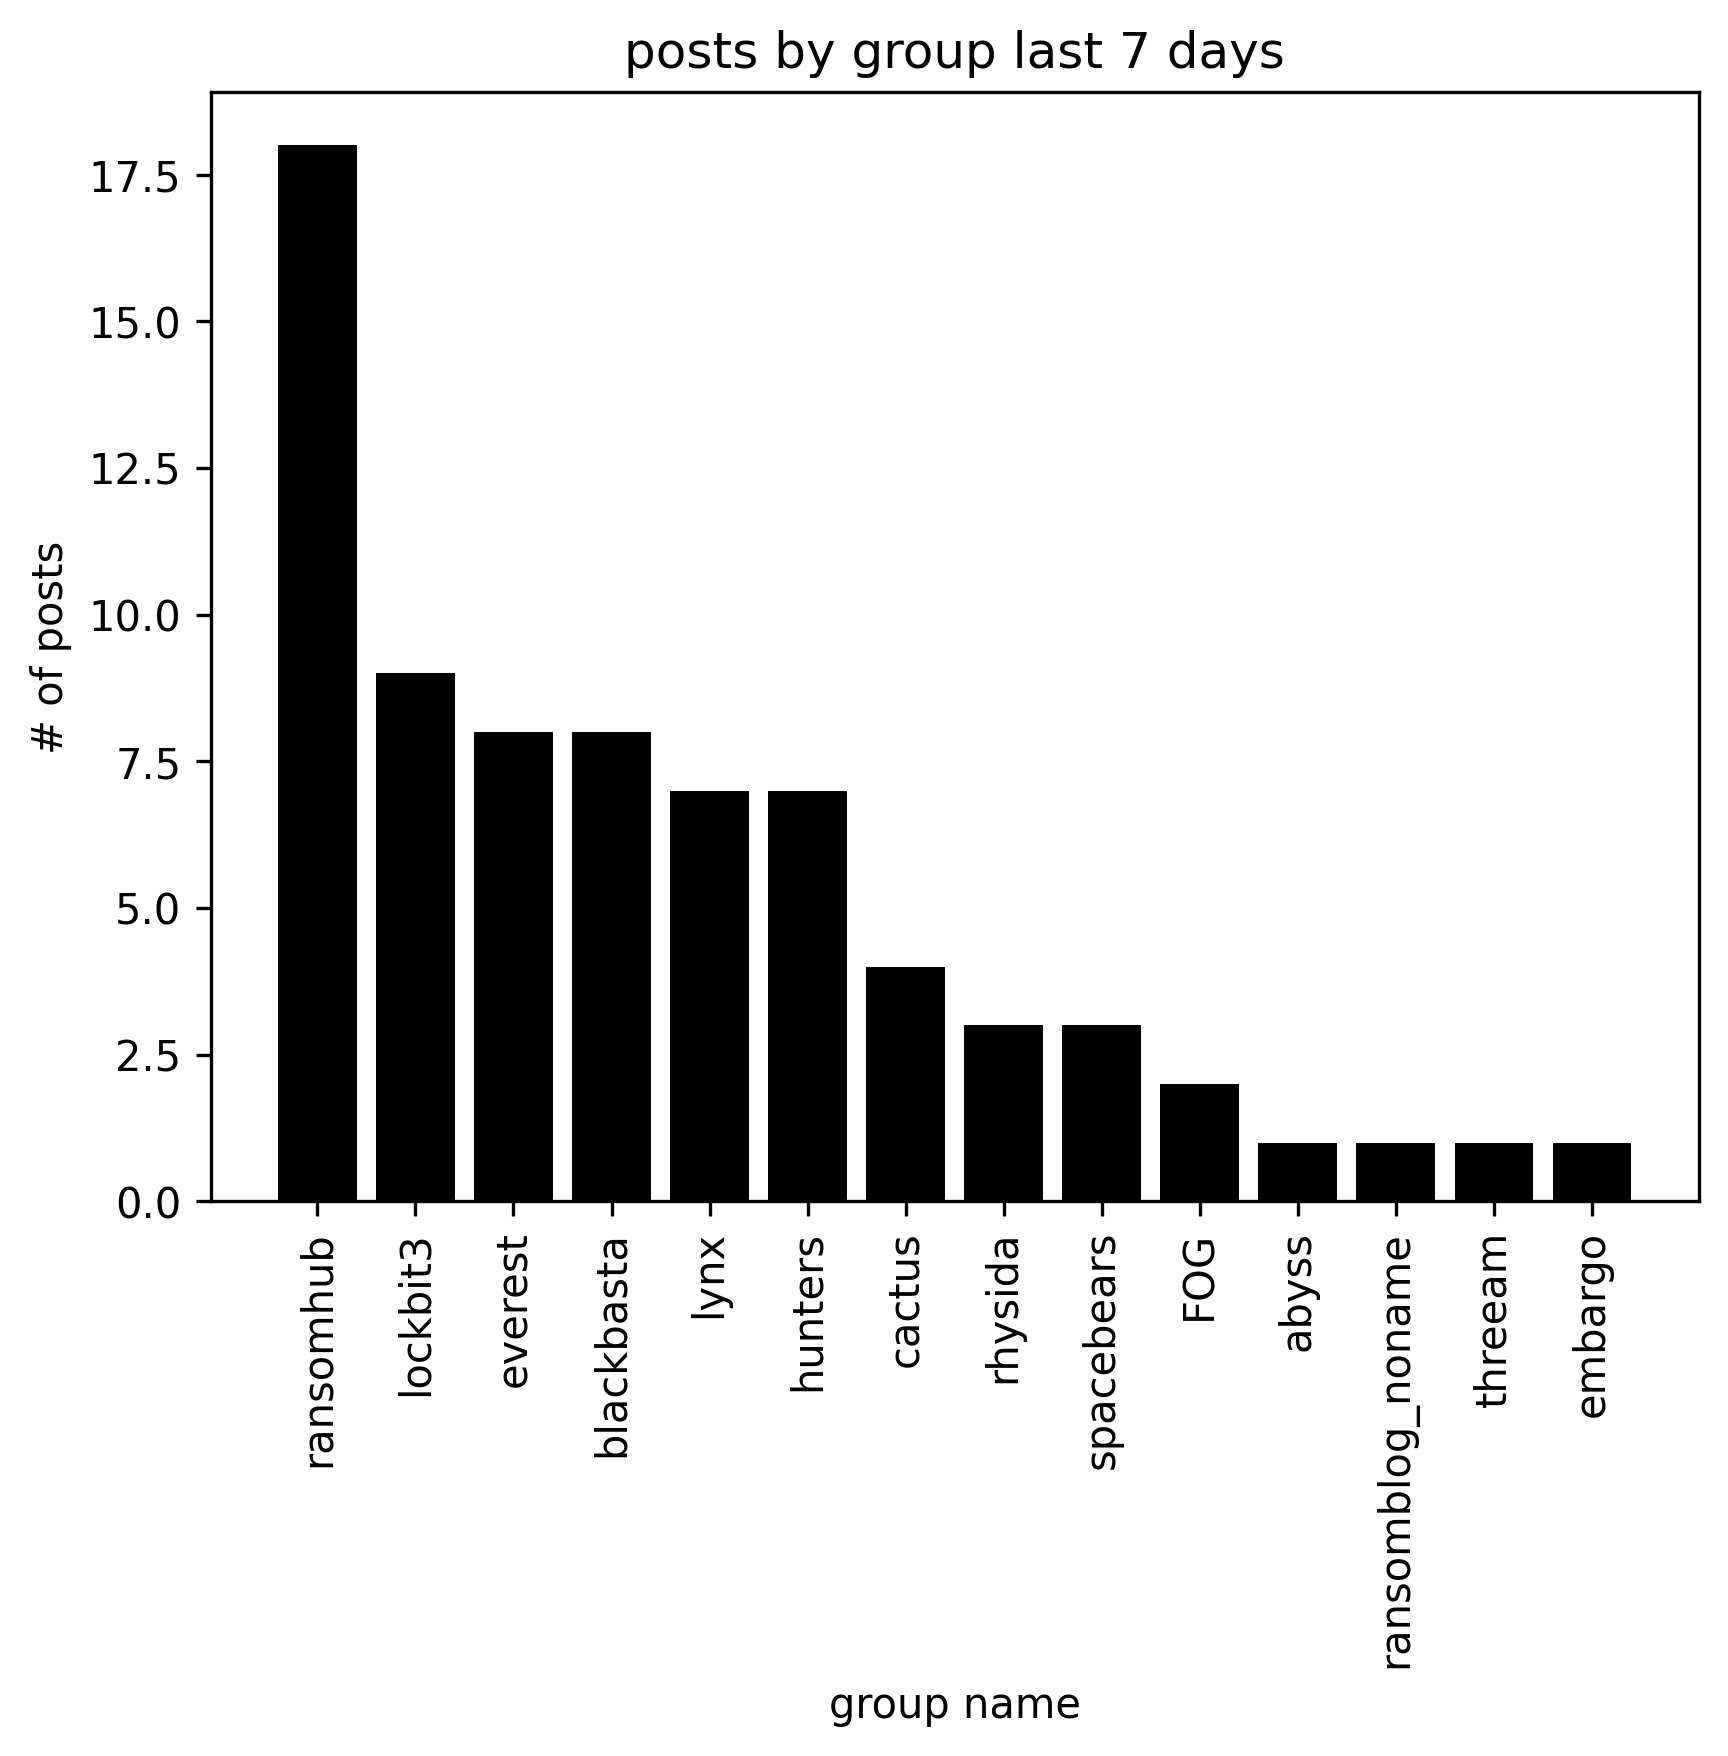 posts by group last 7 days
# of posts
17.5
15.0
12.5
10.0
7.5
5.0
2.5
0.0
ransomhub
lockbit3
everest
blackbasta
lynx
hunters
cactus
rhysida
spacebears
FOG
abyss
ransomblog_noname
threeam
embargo
group name